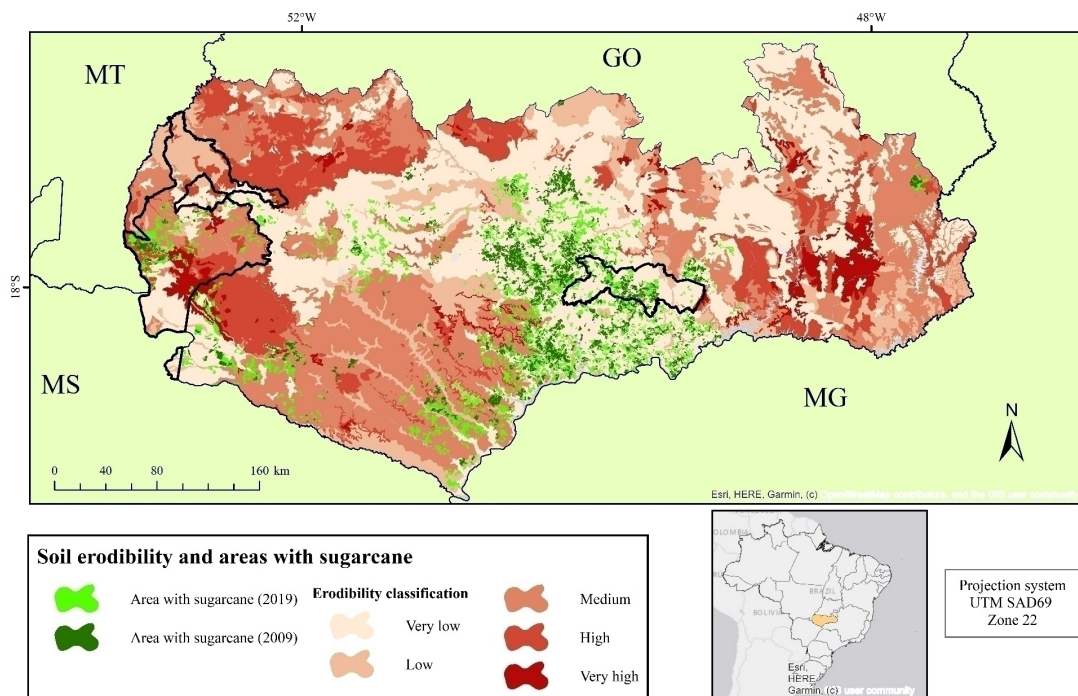 52°W
48°W
MT
GO
18°S
MS
MG
N
0 40 80 160 km
Esri, HERE, Garmin, (c) OpenStreetMap contributors, and the GIS user community
Soil erodibility and areas with sugarcane
Area with sugarcane (2019)
Area with sugarcane (2009)
Erodibility classification
Very low
Low
Medium
High
Very high
COLOMBIA
BRAZIL
BOLIVIA
Esri,
HERE,
Garmin, (c) user community
Projection system
UTM SAD69
Zone 22